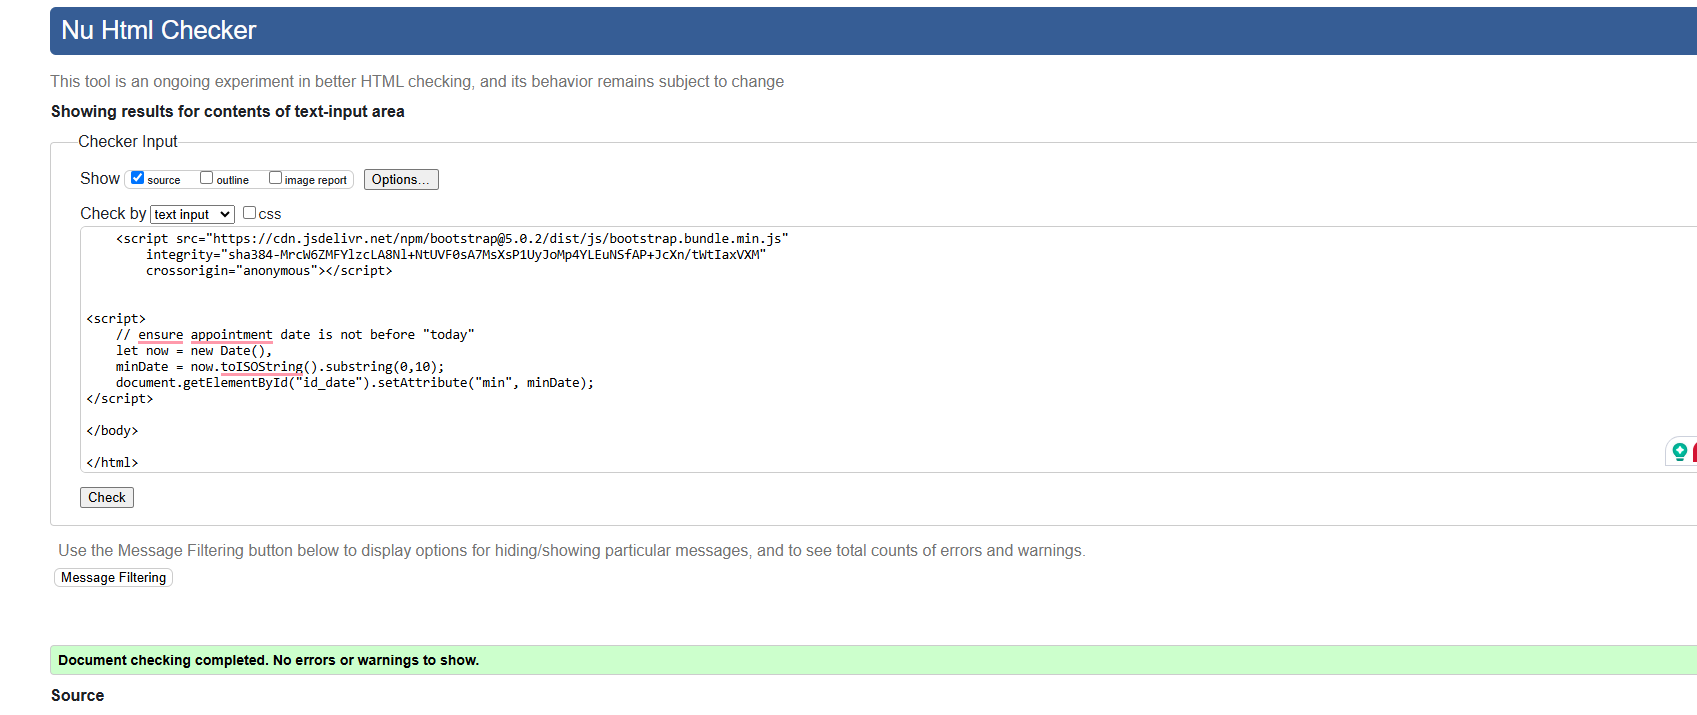 Nu Html Checker
This tool is an ongoing experiment in better HTML checking, and its behavior remains subject to change
Showing results for contents of text-input area
Checker Input
Show source outline image report Options...
Check by text input css
<script src="https://cdn.jsdelivr.net/npm/bootstrap@5.0.2/dist/js/bootstrap.bundle.min.js"
integrity="sha384-MrcW6ZMFYlzcLA8Nl+NtUVF0sA7MsXsP1UyJoMp4YLEuNSfAP+JcXn/tWtIaxVXM"
crossorigin="anonymous"></script>
<script>
// ensure appointment date is not before "today"
let now = new Date(),
minDate = now.toISOString().substring(0,10);
document.getElementById("id_date").setAttribute("min", minDate);
</script>
</body>
</html>
Check
Use the Message Filtering button below to display options for hiding/showing particular messages, and to see total counts of errors and warnings.
Message Filtering
Document checking completed. No errors or warnings to show.
Source